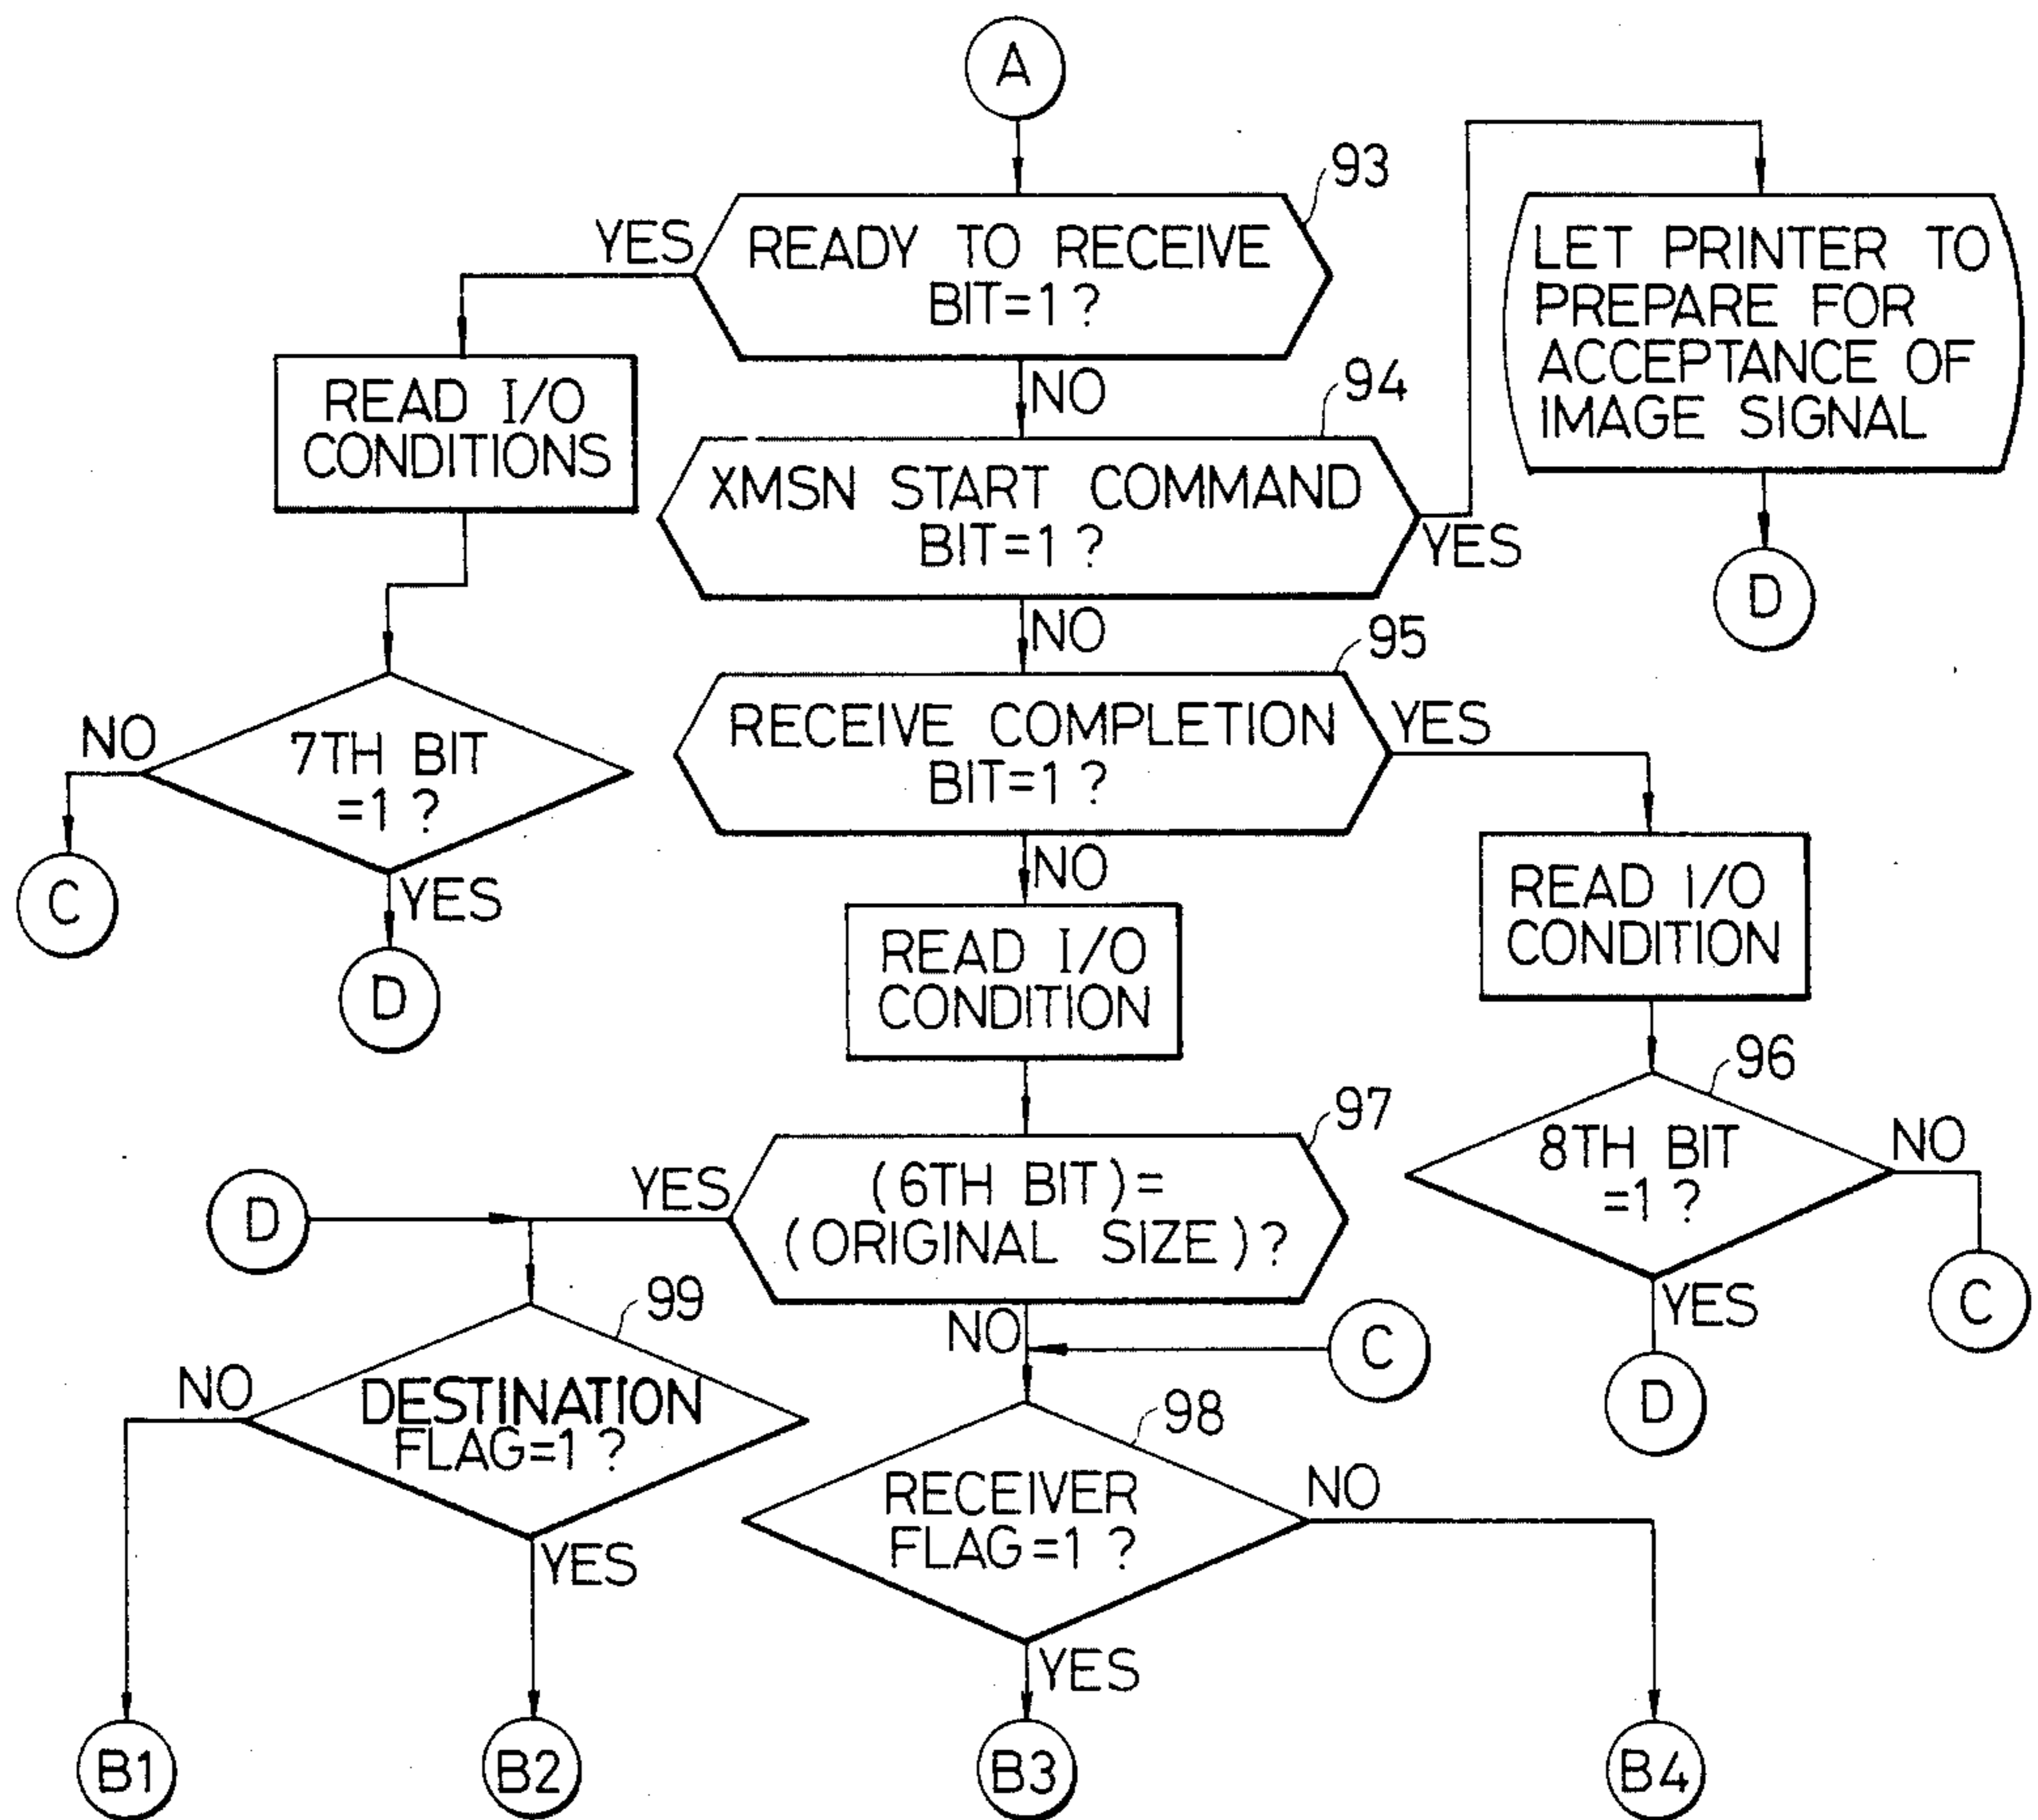 A
93
YES
READY TO RECEIVE
BIT=1 ?
LET PRINTER TO
PREPARE FOR
ACCEPTANCE OF
IMAGE SIGNAL
NO
READ I/O
CONDITIONS
94
XMSN START COMMAND
BIT=1 ?
YES
D
NO
95
RECEIVE COMPLETION
BIT=1 ?
YES
NO
7TH BIT
=1 ?
YES
C
D
NO
READ I/O
CONDITION
READ I/O
CONDITION
96
8TH BIT
=1 ?
NO
C
YES
D
97
(6TH BIT)=
(ORIGINAL SIZE)?
YES
D
NO
C
99
DESTINATION
FLAG=1 ?
NO
YES
98
RECEIVER
FLAG=1 ?
NO
YES
B1
B2
B3
B4